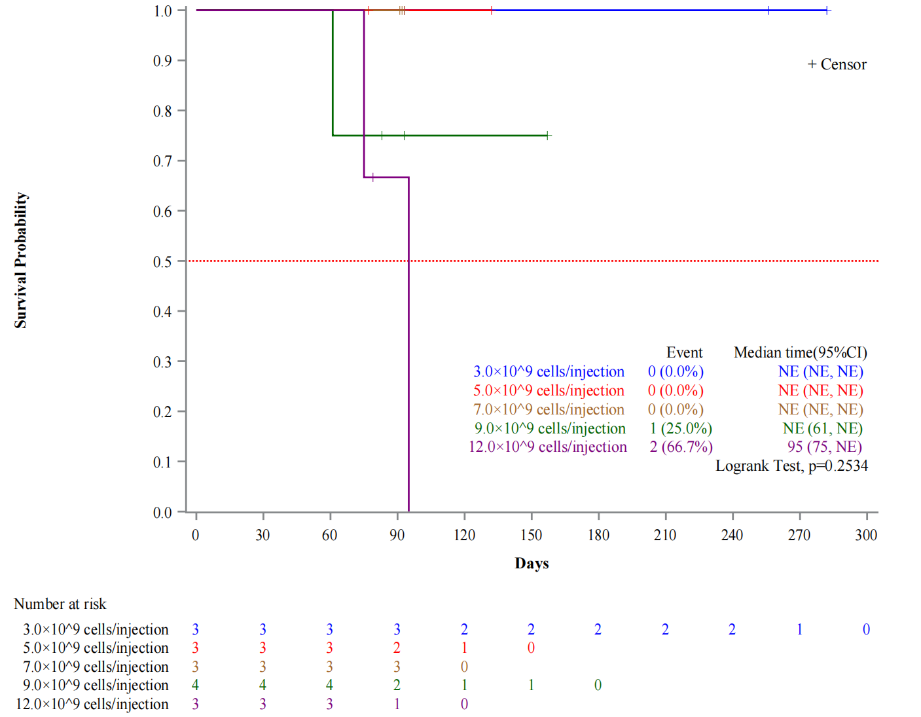 1.0
0.9
+ Censor
0.8
0.7
0.6
0.5
0.4
0.3
0.2
0.1
0.0
Survival Probability
Event Median time(95%CI)
3.0×10^9 cells/injection 0 (0.0%) NE (NE, NE)
5.0×10^9 cells/injection 0 (0.0%) NE (NE, NE)
7.0×10^9 cells/injection 0 (0.0%) NE (NE, NE)
9.0×10^9 cells/injection 1 (25.0%) NE (61, NE)
12.0×10^9 cells/injection 2 (66.7%) 95 (75, NE)
Logrank Test, p=0.2534
0 30 60 90 120 150 180 210 240 270 300
Days
Number at risk
3.0×10^9 cells/injection 3 3 3 3 2 2 2 2 2 1 0
5.0×10^9 cells/injection 3 3 3 2 1 0
7.0×10^9 cells/injection 3 3 3 3 0
9.0×10^9 cells/injection 4 4 4 2 1 1 0
12.0×10^9 cells/injection 3 3 3 1 0